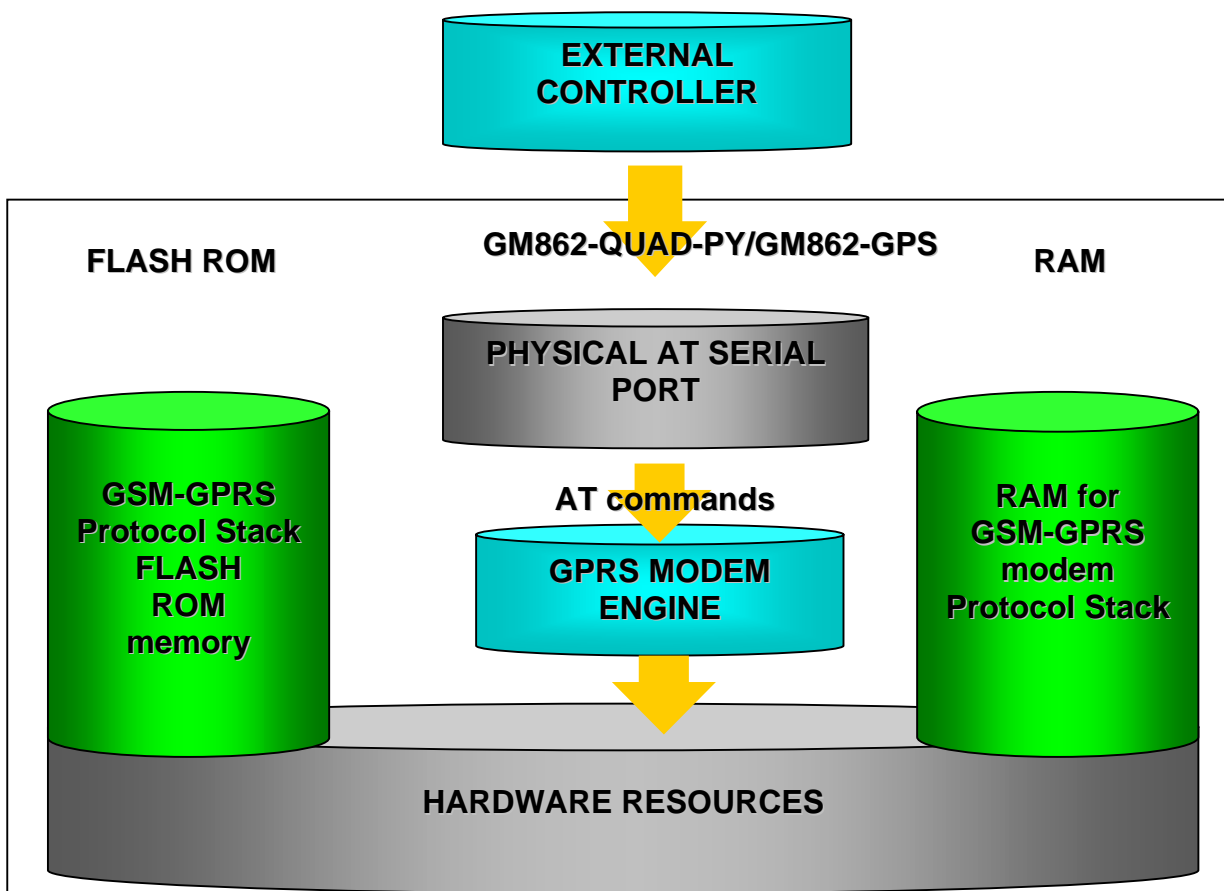 EXTERNAL
CONTROLLER
GM862-QUAD-PY/GM862-GPS
FLASH ROM
RAM
PHYSICAL AT SERIAL
PORT
AT commands
GSM-GPRS
Protocol Stack
FLASH
ROM
memory
GPRS MODEM
ENGINE
RAM for
GSM-GPRS
modem
Protocol Stack
HARDWARE RESOURCES